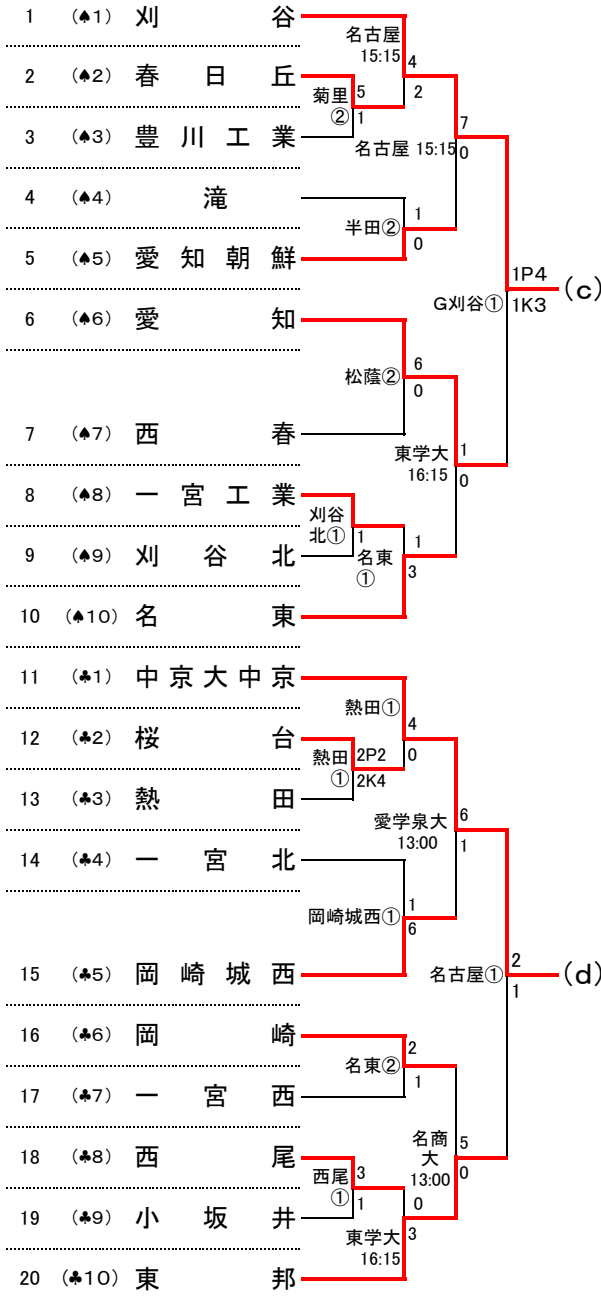 1 (♠1) 刈谷
2 (♠2) 春日丘
3 (♠3) 豊川工業
4 (♠4) 滝
5 (♠5) 愛知朝鮮
6 (♠6) 愛知
7 (♠7) 西春
8 (♠8) 一宮工業
9 (♠9) 刈谷北
10 (♠10) 名東
11 (♣1) 中京大中京
12 (♣2) 桜台
13 (♣3) 熱田
14 (♣4) 一宮北
15 (♣5) 岡崎城西
16 (♣6) 岡崎
17 (♣7) 一宮西
18 (♣8) 西尾
19 (♣9) 小坂井
20 (♣10) 東邦
菊里
②
5
1
刈谷
北①
1
熱田
①
2P2
2K4
西尾
①
3
1
名古屋
15:15
4
2
半田②
1
0
松蔭②
6
0
名東
①
1
3
熱田①
4
0
岡崎城西①
1
6
名東②
2
1
東学大
16:15
0
3
名古屋 15:15
7
0
東学大
16:15
1
0
愛学泉大
13:00
6
1
名商
大
13:00
5
0
G刈谷①
1P4
1K3
(c)
名古屋①
2
1
(d)